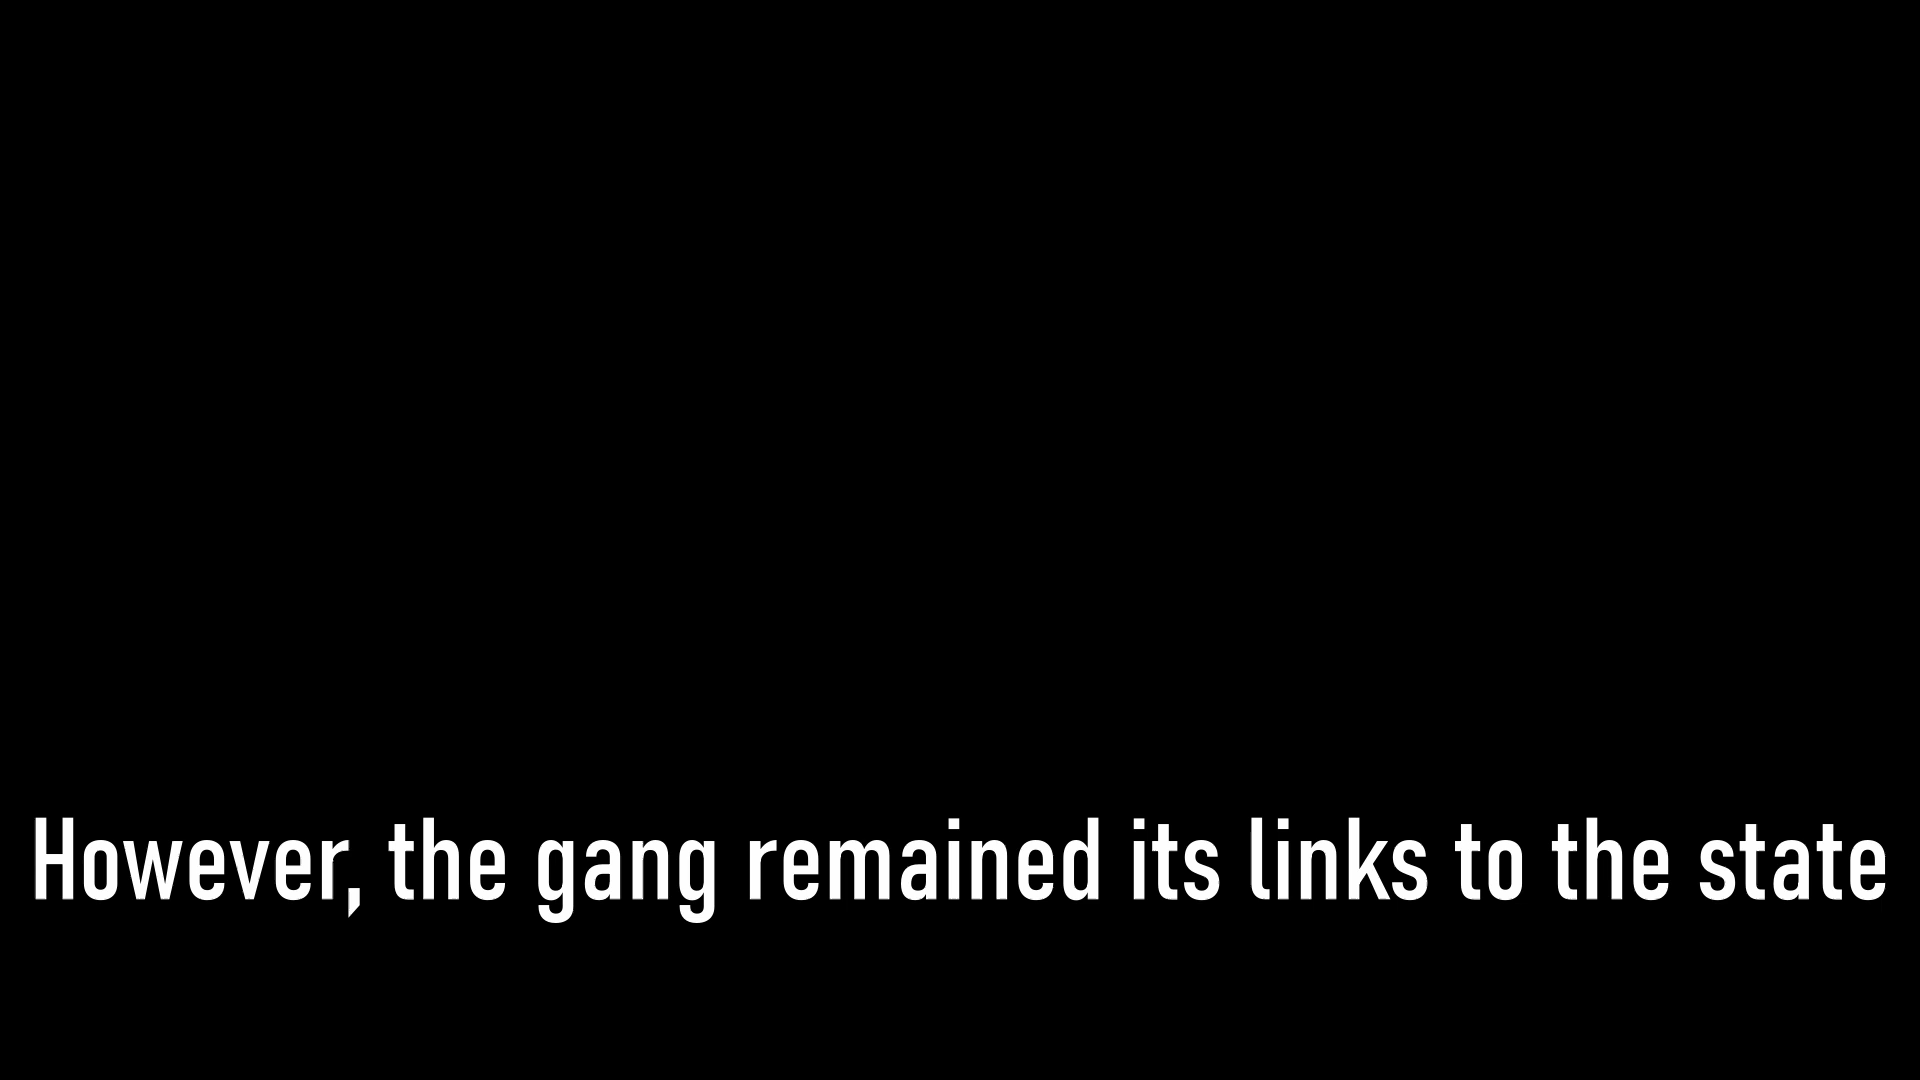 However, the gang remained its links to the state